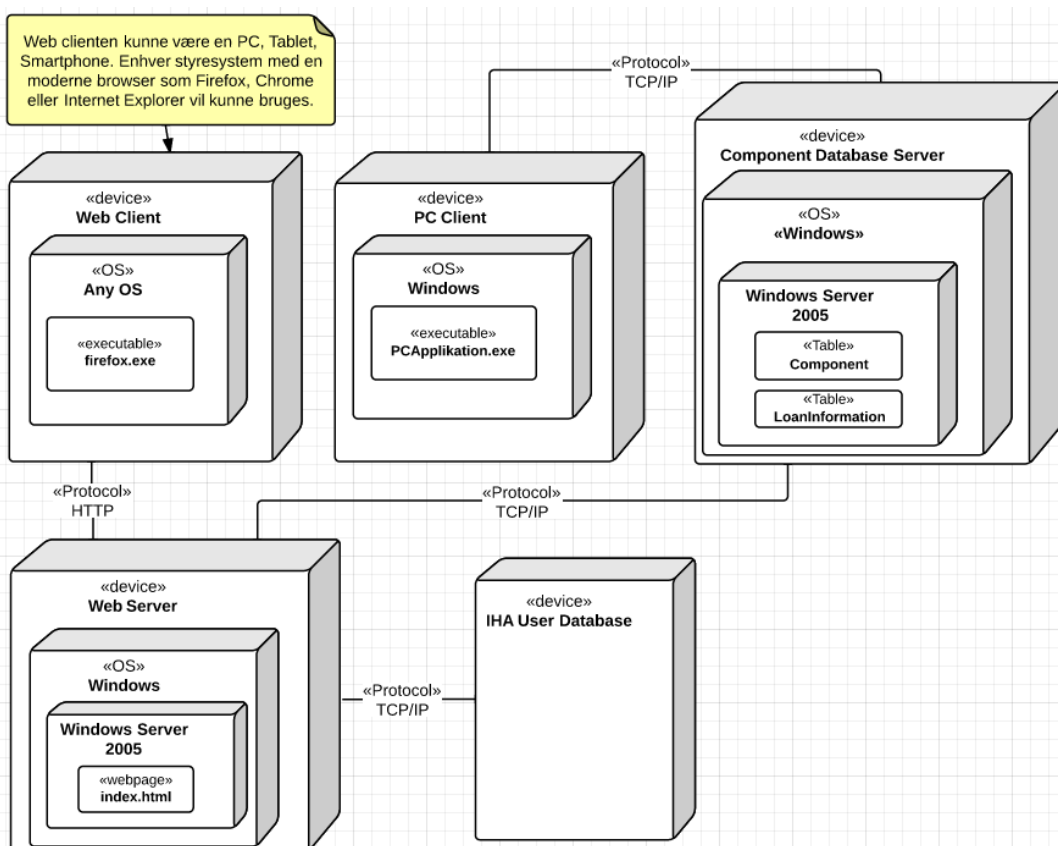 Web clienten kunne være en PC, Tablet,
Smartphone. Enhver styresystem med en
moderne browser som Firefox, Chrome
eller Internet Explorer vil kunne bruges.
«Protocol»
TCP/IP
«device»
Web Client
«OS»
Any OS
«executable»
firefox.exe
«device»
PC Client
«OS»
Windows
«executable»
PCApplikation.exe
«device»
Component Database Server
«OS»
«Windows»
Windows Server
2005
«Table»
Component
«Table»
LoanInformation
«Protocol»
HTTP
«Protocol»
TCP/IP
«device»
Web Server
«OS»
Windows
Windows Server
2005
«webpage»
index.html
«Protocol»
TCP/IP
«device»
IHA User Database